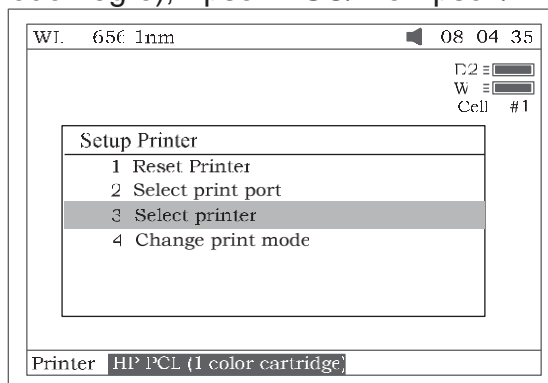 WL 656 1nm 08 04 35
D2
W
Cell #1
Setup Printer
1 Reset Printer
2 Select print port
3 Select printer
4 Change print mode
Printer HP PCL (1 color cartridge)